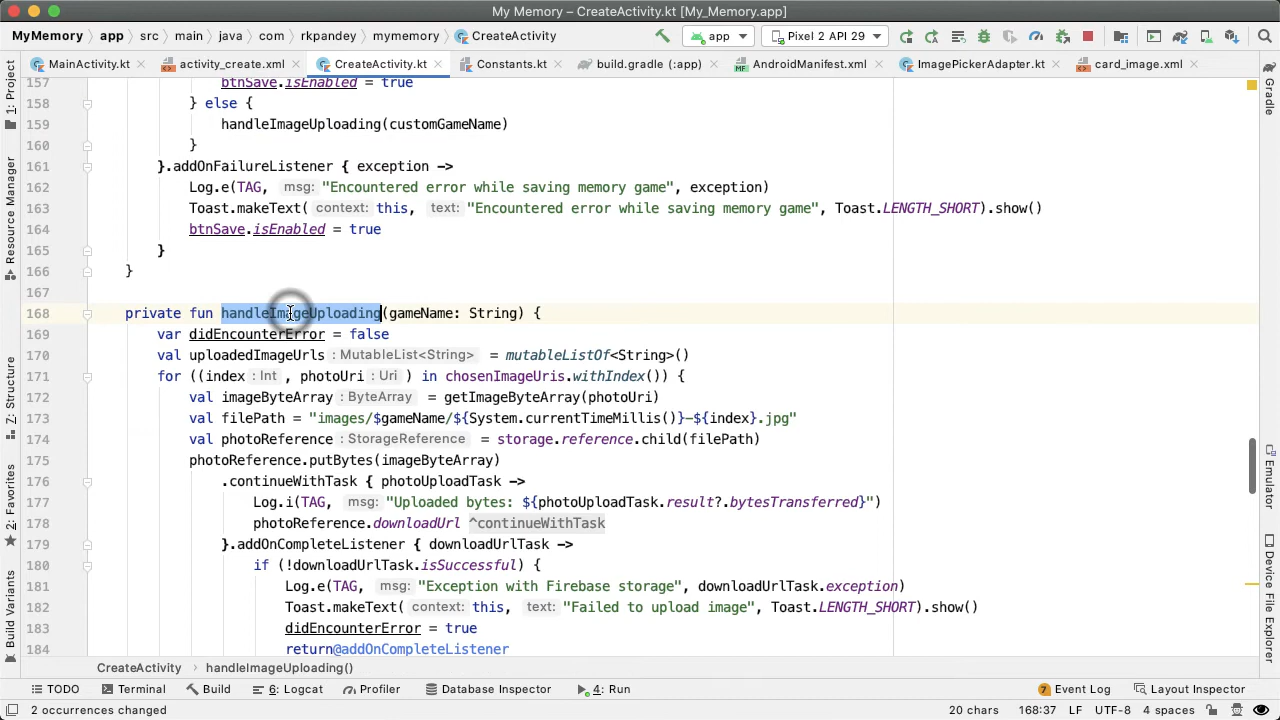 My Memory – CreateActivity.kt [My_Memory.app]
MyMemory app src main java com rkpandey mymemory CreateActivity app Pixel 2 API 29
MainActivity.kt activity_create.xml CreateActivity.kt Constants.kt build.gradle (:app) AndroidManifest.xml ImagePickerAdapter.kt card_image.xml
1: Project
Resource Manager
Z: Structure
2: Favorites
Build Variants
157 btnSave.isEnabled = true
158 } else {
159 handleImageUploading(customGameName)
160 }
161 }.addOnFailureListener { exception ->
162 Log.e(TAG, msg: "Encountered error while saving memory game", exception)
163 Toast.makeText( context: this, text: "Encountered error while saving memory game", Toast.LENGTH_SHORT).show()
164 btnSave.isEnabled = true
165 }
166 }
167
168 private fun handleImageUploading(gameName: String) {
169 var didEncounterError = false
170 val uploadedImageUrls : MutableList<String> = mutableListOf<String>()
171 for ((index : Int , photoUri : Uri ) in chosenImageUris.withIndex()) {
172 val imageByteArray : ByteArray = getImageByteArray(photoUri)
173 val filePath = "images/$gameName/${System.currentTimeMillis()}-${index}.jpg"
174 val photoReference : StorageReference = storage.reference.child(filePath)
175 photoReference.putBytes(imageByteArray)
176 .continueWithTask { photoUploadTask ->
177 Log.i(TAG, msg: "Uploaded bytes: ${photoUploadTask.result?.bytesTransferred}")
178 photoReference.downloadUrl ^continueWithTask
179 }.addOnCompleteListener { downloadUrlTask ->
180 if (!downloadUrlTask.isSuccessful) {
181 Log.e(TAG, msg: "Exception with Firebase storage", downloadUrlTask.exception)
182 Toast.makeText( context: this, text: "Failed to upload image", Toast.LENGTH_SHORT).show()
183 didEncounterError = true
184 return@addOnCompleteListener
Gradle
Emulator
Device File Explorer
CreateActivity › handleImageUploading()
TODO Terminal Build 6: Logcat Profiler Database Inspector 4: Run 7 Event Log Layout Inspector
2 occurrences changed 20 chars 168:37 LF UTF-8 4 spaces